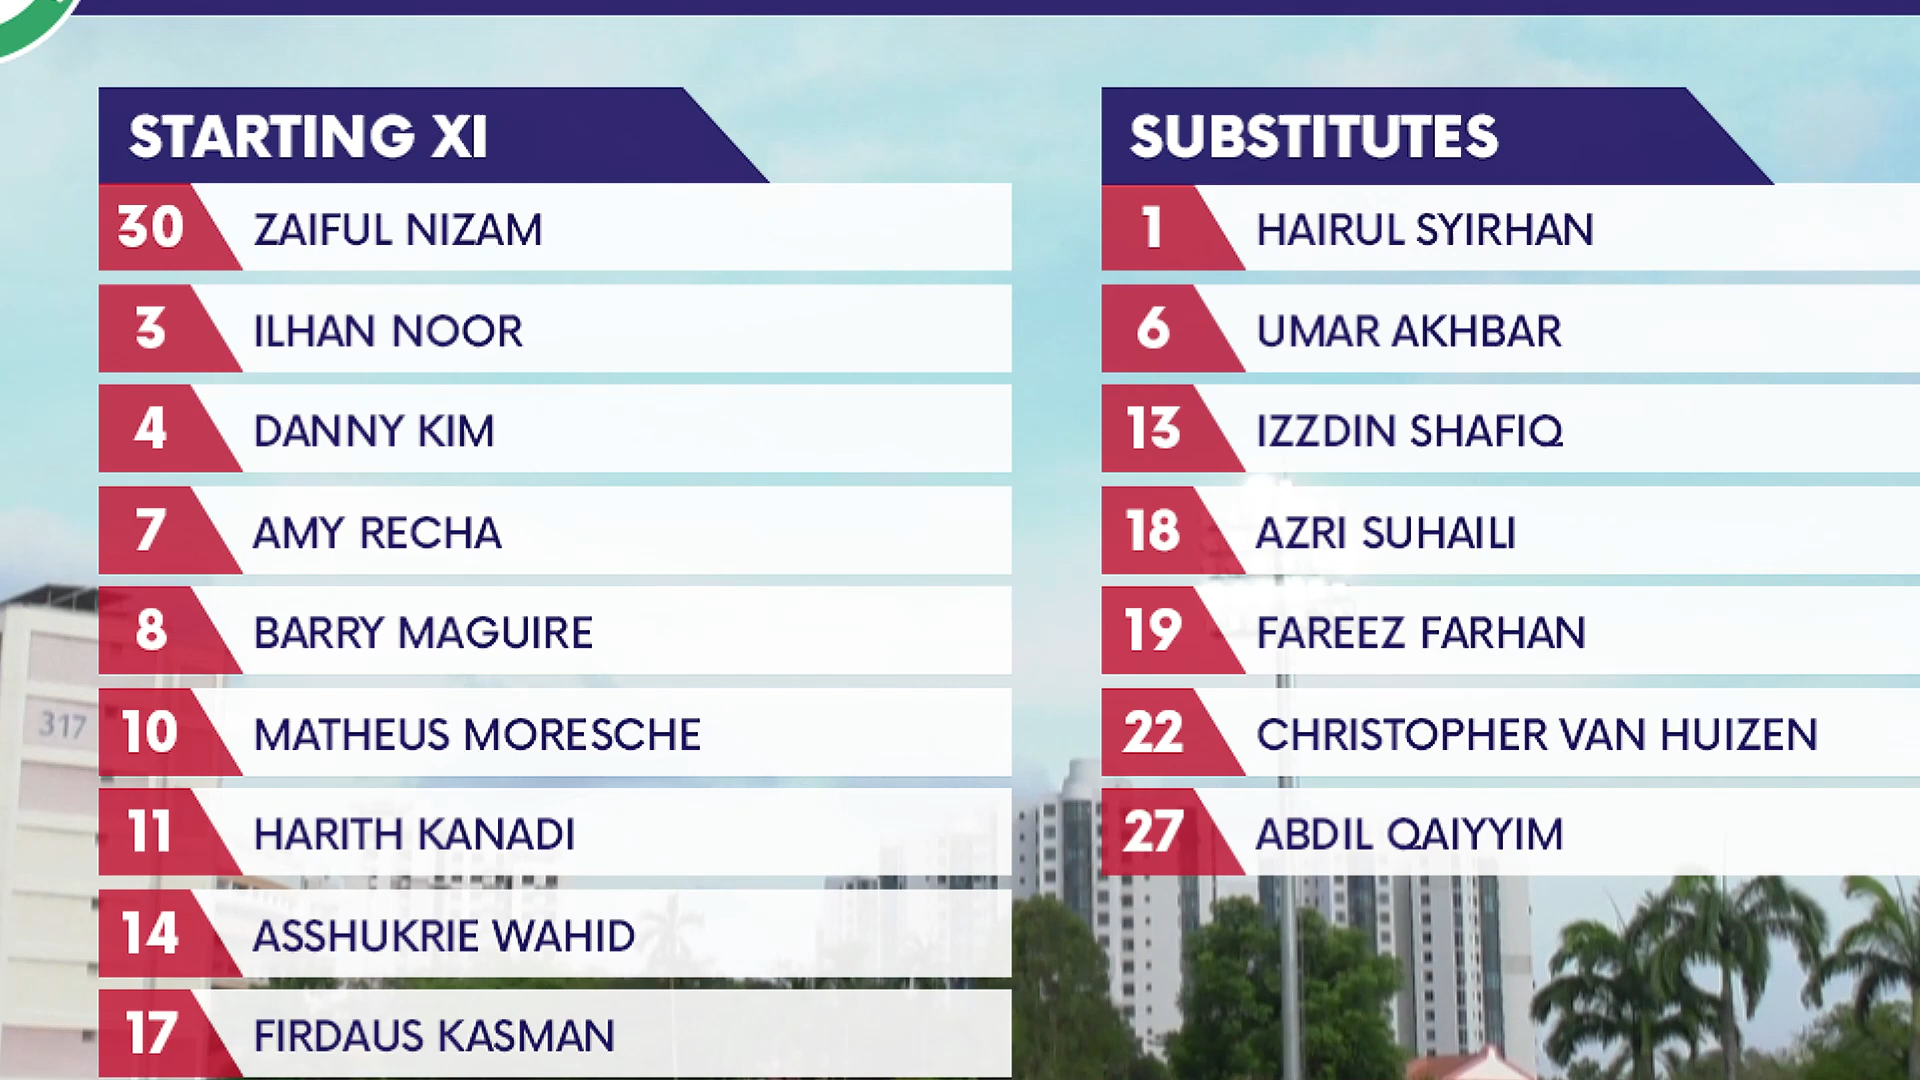 STARTING XI
30 ZAIFUL NIZAM
3 ILHAN NOOR
4 DANNY KIM
7 AMY RECHA
8 BARRY MAGUIRE
10 MATHEUS MORESCHE
11 HARITH KANADI
14 ASSHUKRIE WAHID
17 FIRDAUS KASMAN
SUBSTITUTES
1 HAIRUL SYIRHAN
6 UMAR AKHBAR
13 IZZDIN SHAFIQ
18 AZRI SUHAILI
19 FAREEZ FARHAN
22 CHRISTOPHER VAN HUIZEN
27 ABDIL QAIYYIM
317